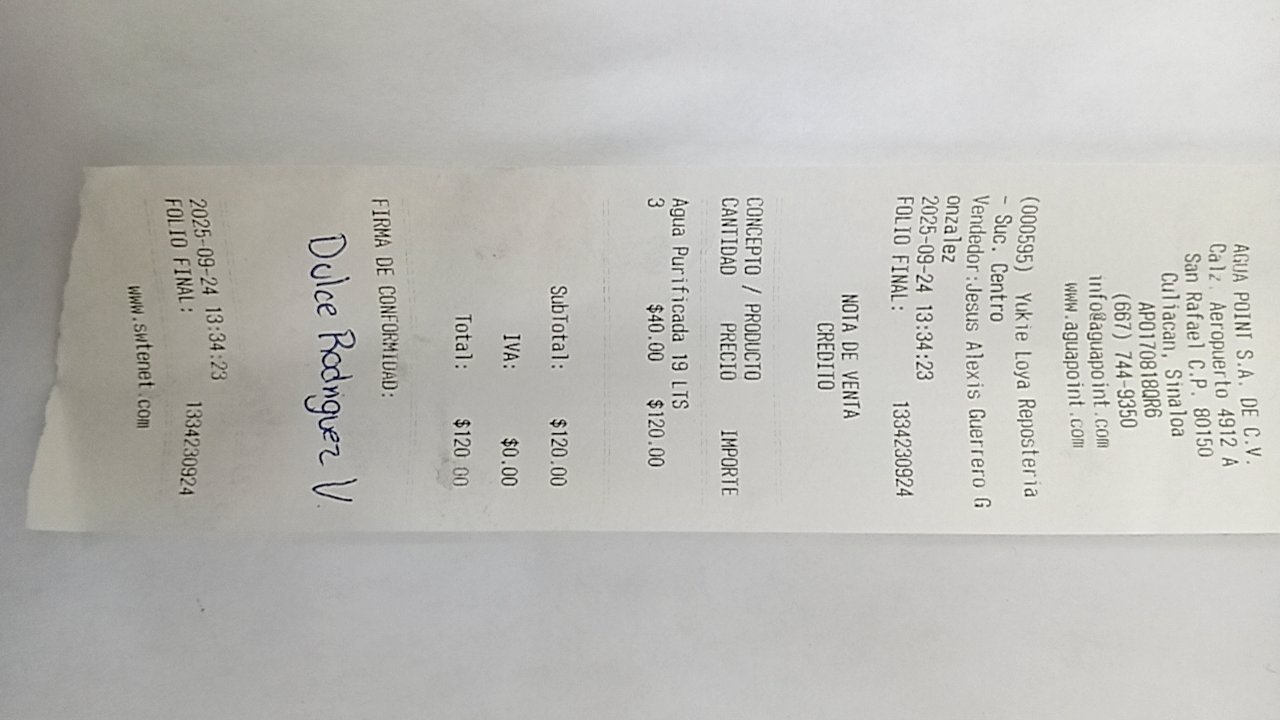 AGUA POINT S.A. DE C.V.
Calz. Aeropuerto 4912 A
San Rafael C.P. 80150
Culiacan, Sinaloa
APO170818QR6
(667) 744-9350
info@aguapoint.com
www.aguapoint.com
(000595) Yukie Loya Reposteria
- Suc. Centro
Vendedor:Jesus Alexis Guerrero G
onzalez
2025-09-24 13:34:23
FOLIO FINAL: 1334230924
NOTA DE VENTA
CREDITO
CONCEPTO / PRODUCTO
CANTIDAD PRECIO IMPORTE
Agua Purificada 19 LTS
3 $40.00 $120.00
SubTotal: $120.00
IVA: $0.00
Total: $120.00
FIRMA DE CONFORMIDAD:
Dulce Rodriguez V.
2025-09-24 13:34:23
FOLIO FINAL: 1334230924
www.swtenet.com